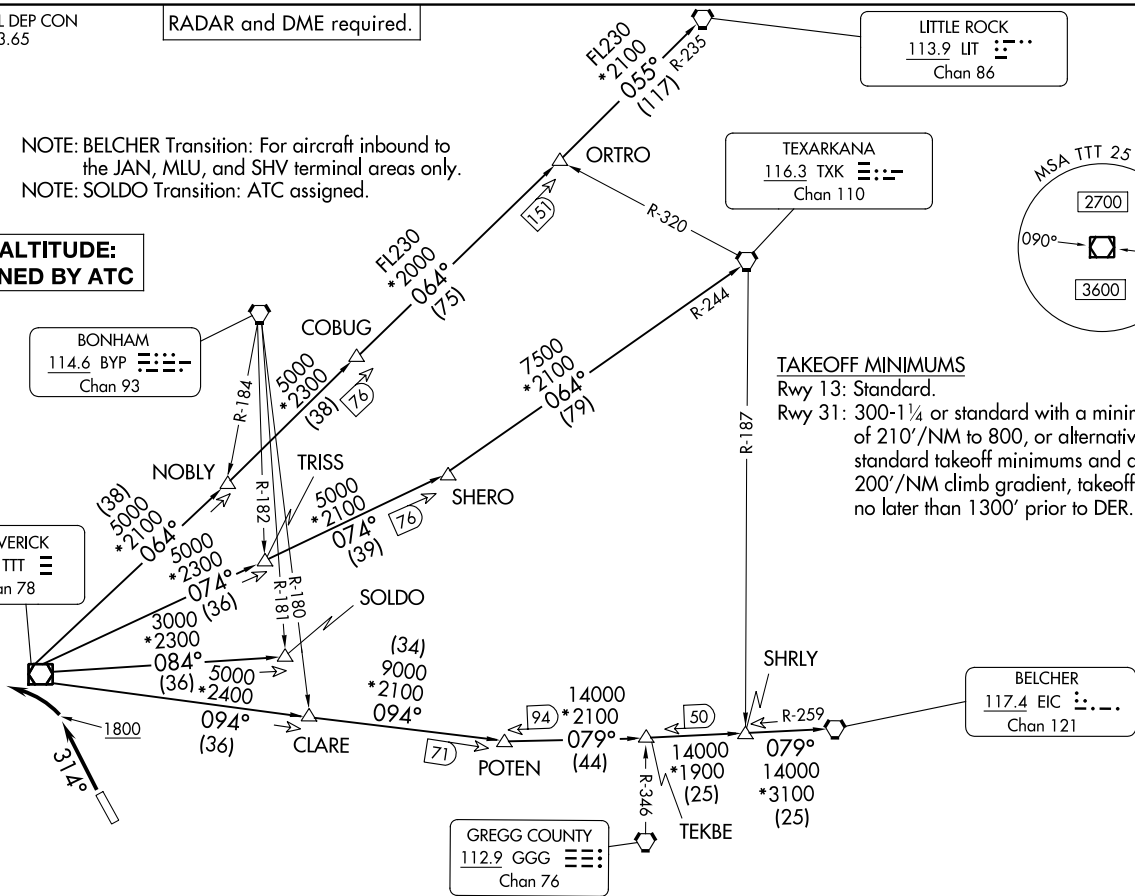 L DEP CON
3.65
RADAR and DME required.
LITTLE ROCK
113.9 LIT
Chan 86
FL230
*2100
055°
(117)
R-235
NOTE: BELCHER Transition: For aircraft inbound to
the JAN, MLU, and SHV terminal areas only.
NOTE: SOLDO Transition: ATC assigned.
ORTRO
151
TEXARKANA
116.3 TXK
Chan 110
R-320
MSA TTT 25
2700
090°
3600
ALTITUDE:
NED BY ATC
FL230
*2000
064°
(75)
R-244
BONHAM
114.6 BYP
Chan 93
COBUG
5000
*2300
(38)
76
R-184
7500
*2100
064°
(79)
R-187
TAKEOFF MINIMUMS
Rwy 13: Standard.
Rwy 31: 300-1¼ or standard with a minin
of 210'/NM to 800, or alternativ
standard takeoff minimums and a
200'/NM climb gradient, takeoff
no later than 1300' prior to DER.
NOBLY
TRISS
R-182
5000
*2100
074°
(39)
76
SHERO
(38)
5000
*2100
064°
VERICK
TTT
an 78
5000
*2300
074°
(36)
R-181
R-180
SOLDO
3000
*2300
084°
(36)
5000
*2400
094°
(36)
CLARE
(34)
9000
*2100
094°
71
POTEN
94
14000
*2100
079°
(44)
50
14000
*1900
(25)
SHRLY
R-259
079°
14000
*3100
(25)
BELCHER
117.4 EIC
Chan 121
1800
314°
R-346
TEKBE
GREGG COUNTY
112.9 GGG
Chan 76